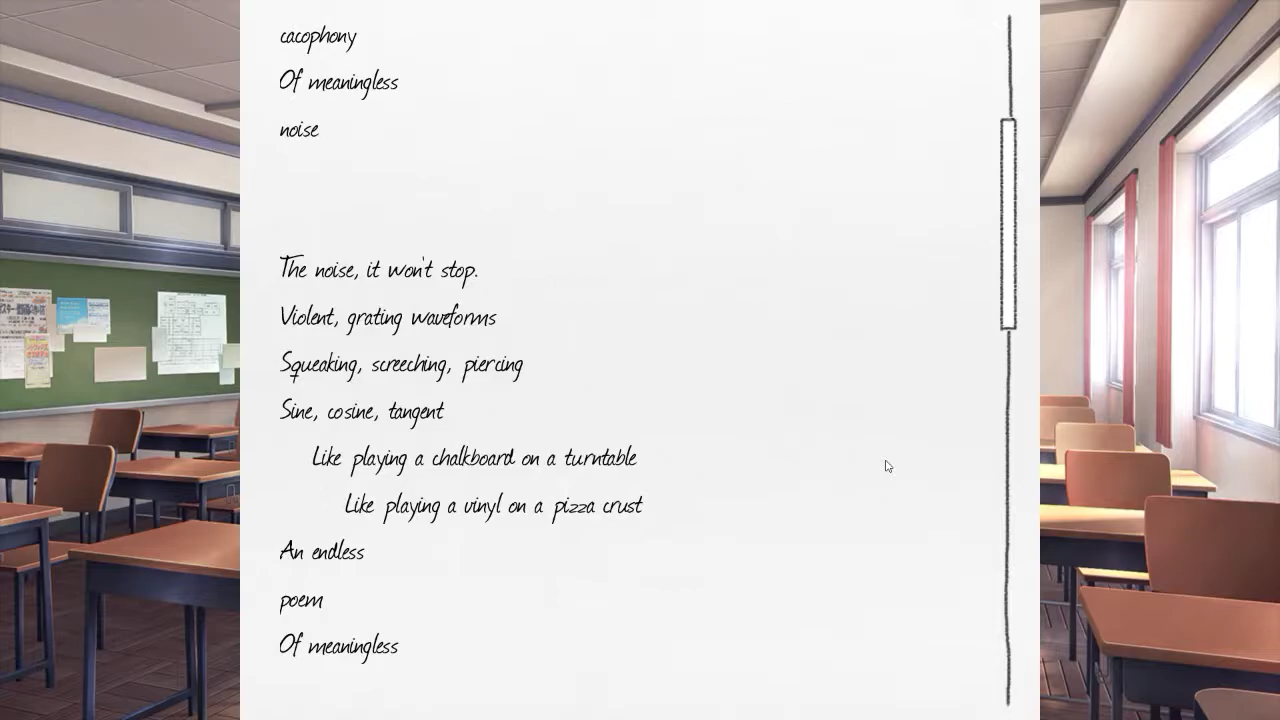 cacophony
Of meaningless
noise
The noise, it won't stop.
Violent, grating waveforms
Squeaking, screeching, piercing
Sine, cosine, tangent
Like playing a chalkboard on a turntable
Like playing a vinyl on a pizza crust
An endless
poem
Of meaningless